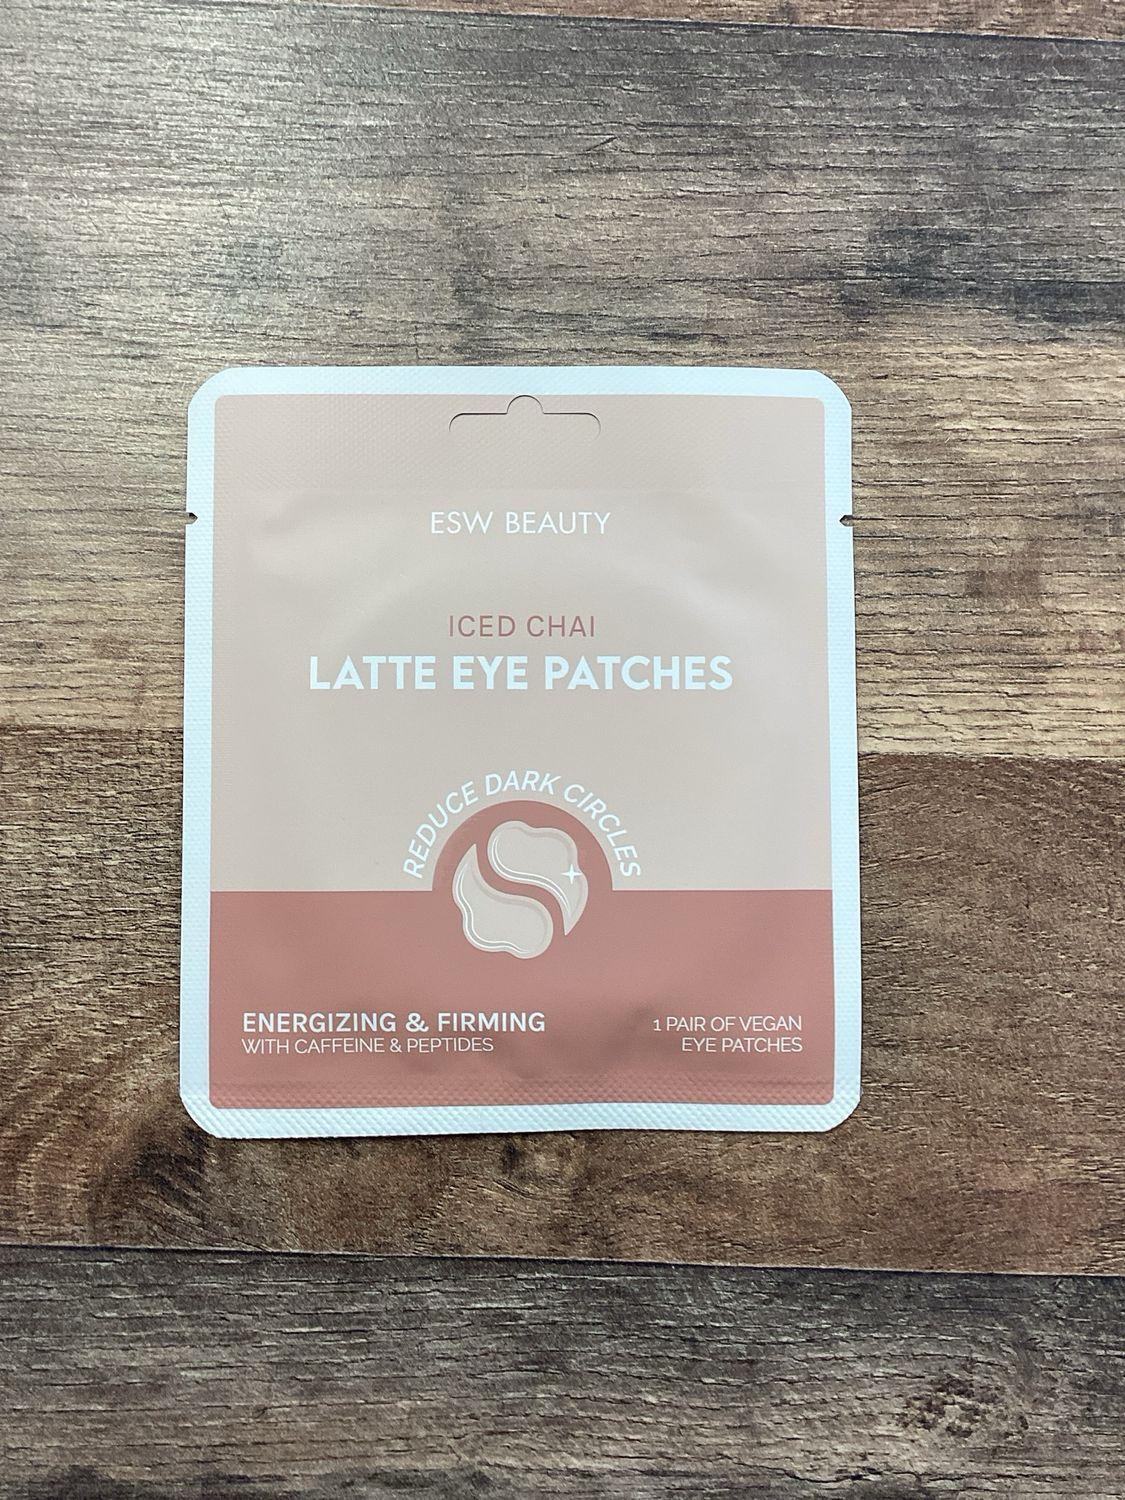 ESW BEAUTY
ICED CHAI
LATTE EYE PATCHES
REDUCE DARK CIRCLES
ENERGIZING & FIRMING
WITH CAFFEINE & PEPTIDES
1 PAIR OF VEGAN
EYE PATCHES